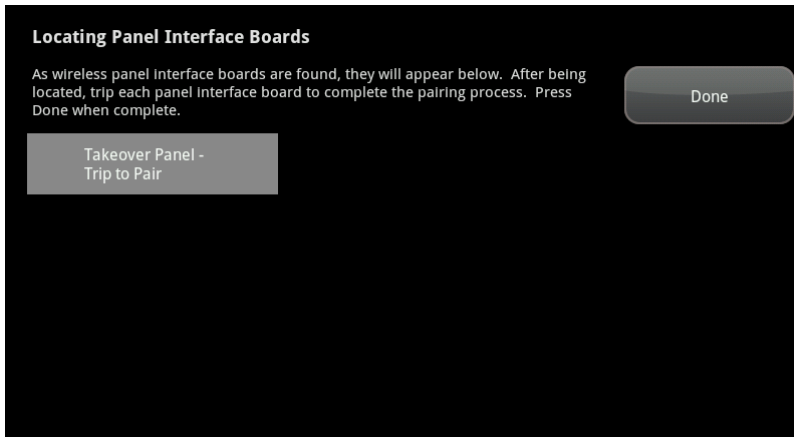 Locating Panel Interface Boards
As wireless panel interface boards are found, they will appear below.  After being
located, trip each panel interface board to complete the pairing process.  Press
Done when complete.
Done
Takeover Panel -
Trip to Pair